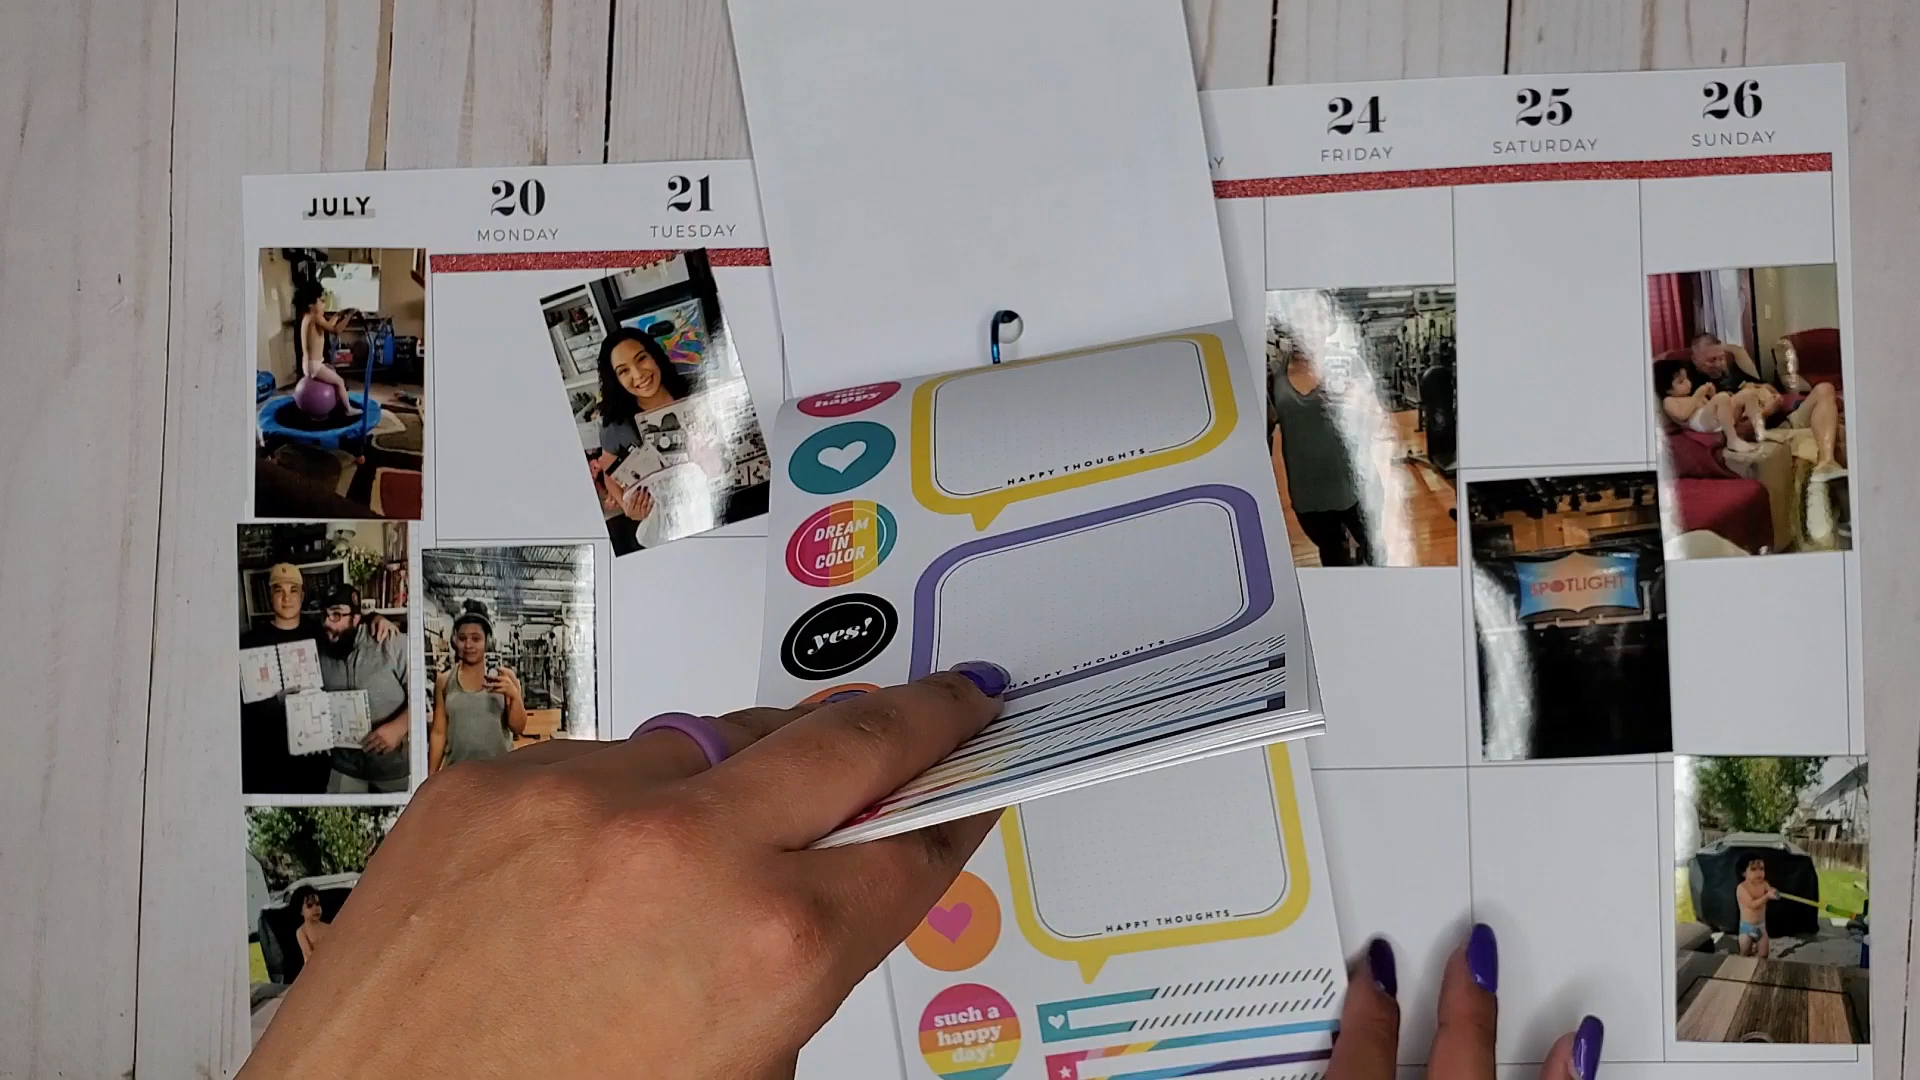 JULY
20
MONDAY
21
TUESDAY
24
FRIDAY
25
SATURDAY
26
SUNDAY
happy
HAPPY THOUGHTS
DREAM
IN
COLOR
yes!
HAPPY THOUGHTS
SPOTLIGHT
HAPPY THOUGHTS
such a
happy
day!